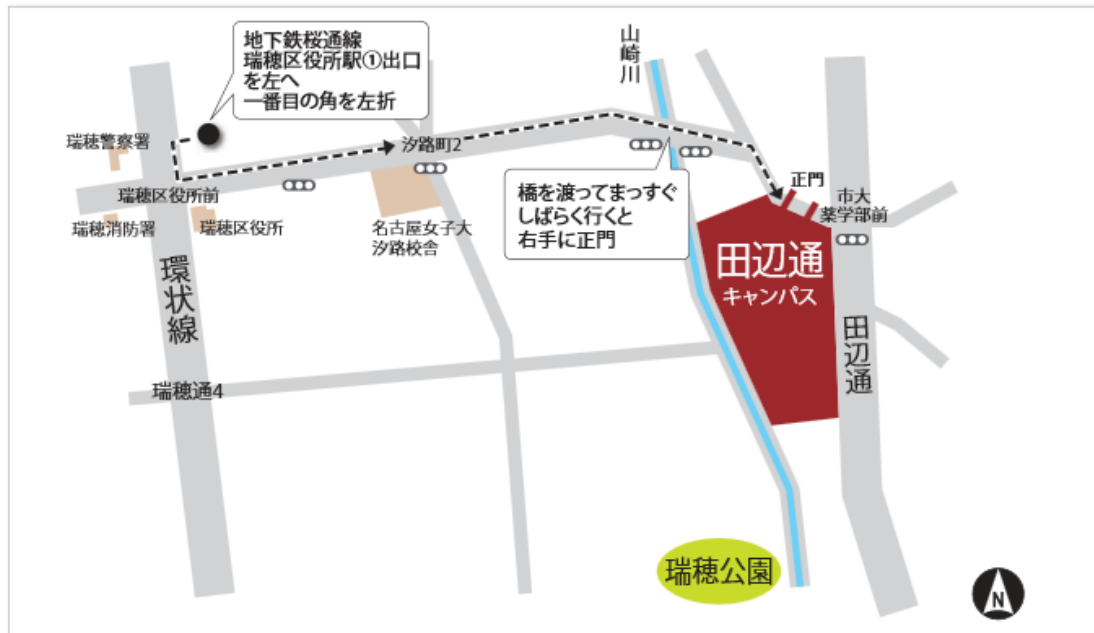 地下鉄桜通線
瑞穂区役所駅①出口
を左へ
一番目の角を左折
山崎川
瑞穂警察署
汐路町2
瑞穂区役所前
瑞穂消防署
瑞穂区役所
名古屋女子大
汐路校舎
橋を渡ってまっすぐ
しばらく行くと
右手に正門
正門
市大
薬学部前
田辺通
キャンパス
環状線
田辺通
瑞穂通4
瑞穂公園
N